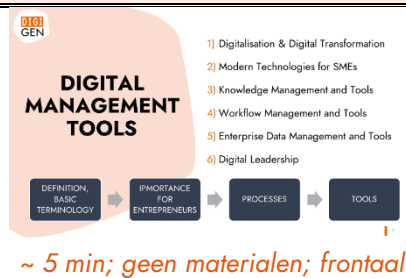 DIGI
GEN
DIGITAL
MANAGEMENT
TOOLS
1) Digitalisation & Digital Transformation
2) Modern Technologies for SMEs
3) Knowledge Management and Tools
4) Workflow Management and Tools
5) Enterprise Data Management and Tools
6) Digital Leadership
DEFINITION,
BASIC
TERMINOLOGY
IPMORTANCE
FOR
ENTREPRENEURS
PROCESSES
TOOLS
~ 5 min; geen materialen; frontaal